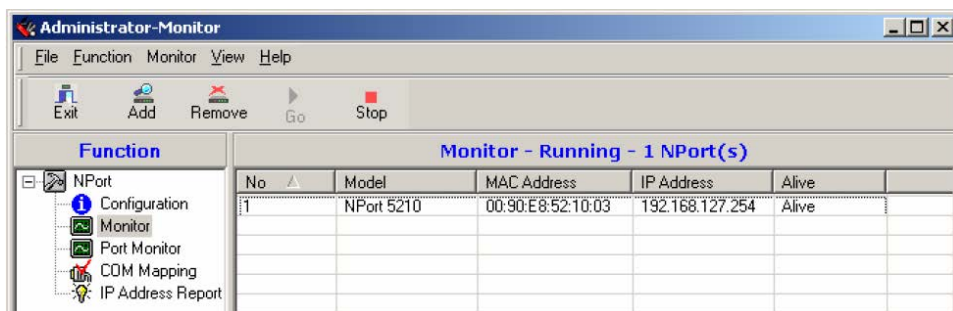 Administrator-Monitor
File Function Monitor View Help
Exit Add Remove Go Stop
Function
Monitor - Running - 1 NPort(s)
NPort
Configuration
Monitor
Port Monitor
COM Mapping
IP Address Report
No Model MAC Address IP Address Alive
1 NPort 5210 00:90:E8:52:10:03 192.168.127.254 Alive